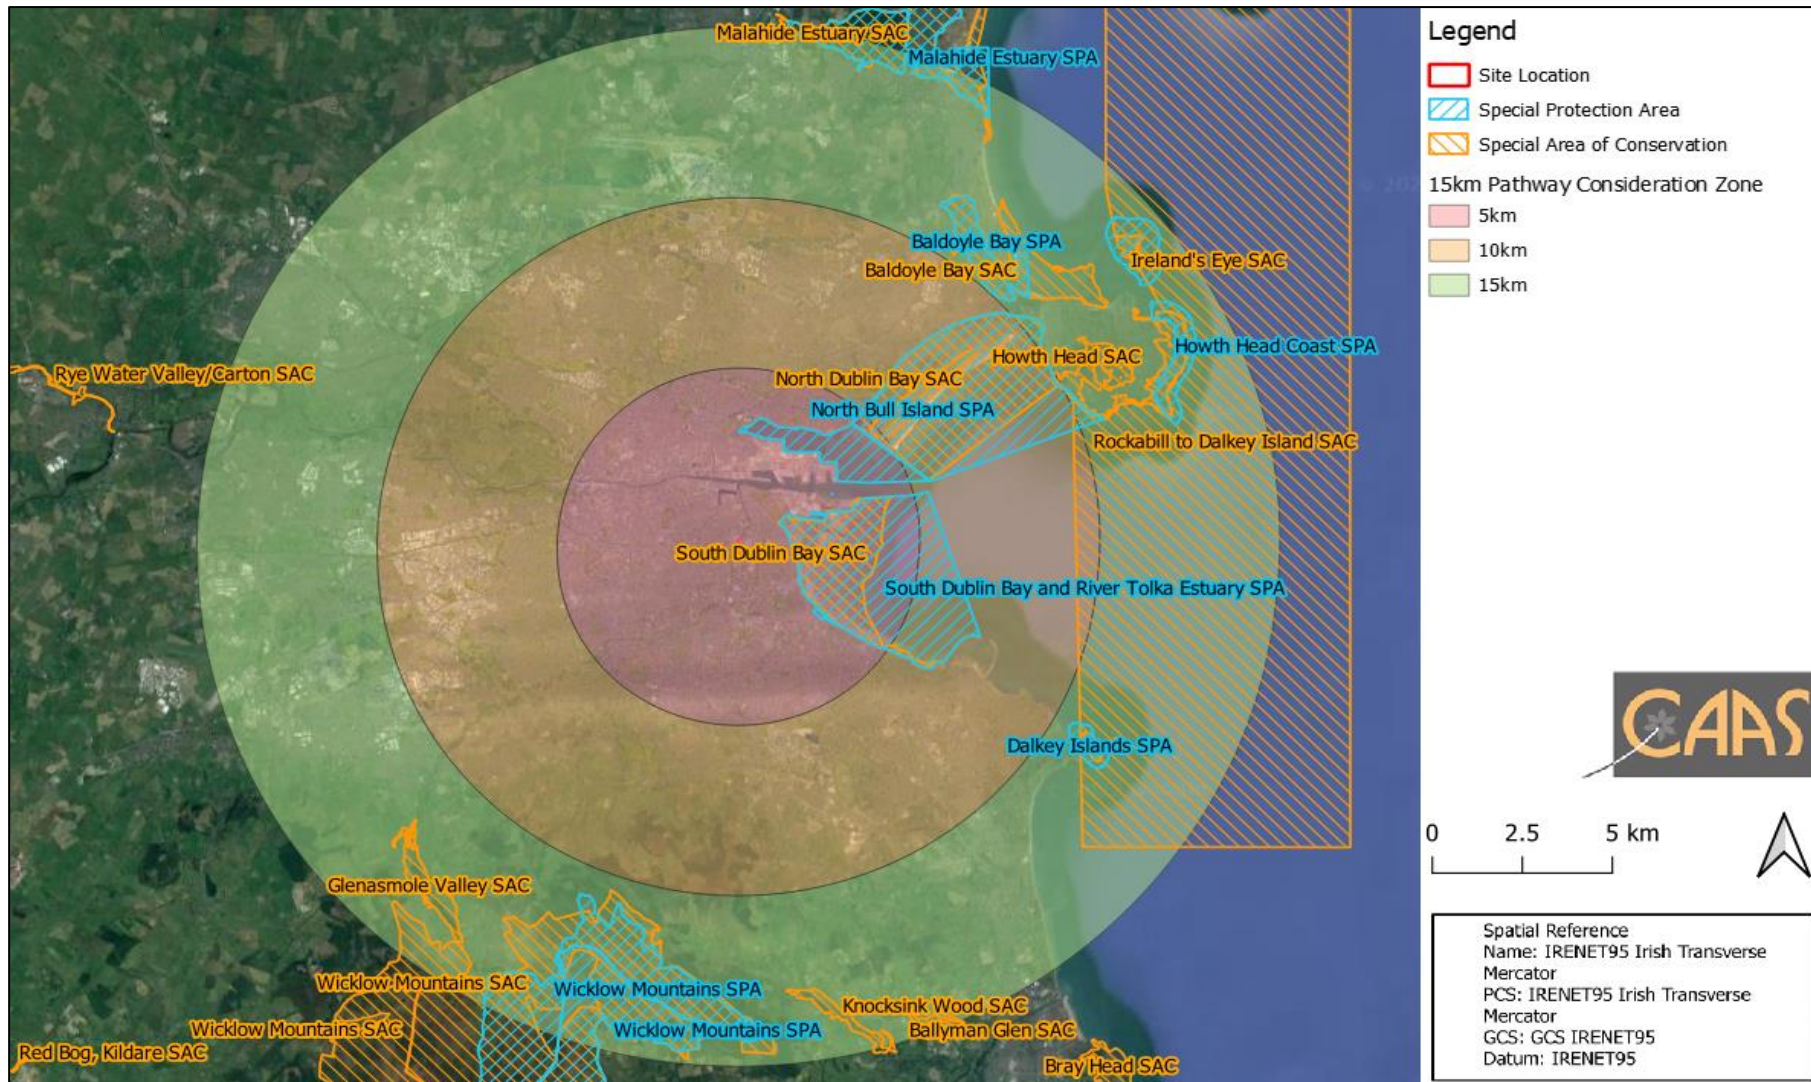 Malahide Estuary SAC
Malahide Estuary SPA
Baldoyle Bay SPA
Baldoyle Bay SAC
Ireland's Eye SAC
Howth Head Coast SPA
Howth Head SAC
Rye Water Valley/Carton SAC
North Dublin Bay SAC
North Bull Island SPA
Rockabill to Dalkey Island SAC
South Dublin Bay SAC
South Dublin Bay and River Tolka Estuary SPA
Dalkey Islands SPA
Glenasmole Valley SAC
Wicklow Mountains SAC
Wicklow Mountains SPA
Knocksink Wood SAC
Wicklow Mountains SAC
Wicklow Mountains SPA
Ballyman Glen SAC
Red Bog, Kildare SAC
Bray Head SAC
Legend
Site Location
Special Protection Area
Special Area of Conservation
15km Pathway Consideration Zone
5km
10km
15km
CAAS
0 2.5 5 km
Spatial Reference
Name: IRENET95 Irish Transverse
Mercator
PCS: IRENET95 Irish Transverse
Mercator
GCS: GCS IRENET95
Datum: IRENET95